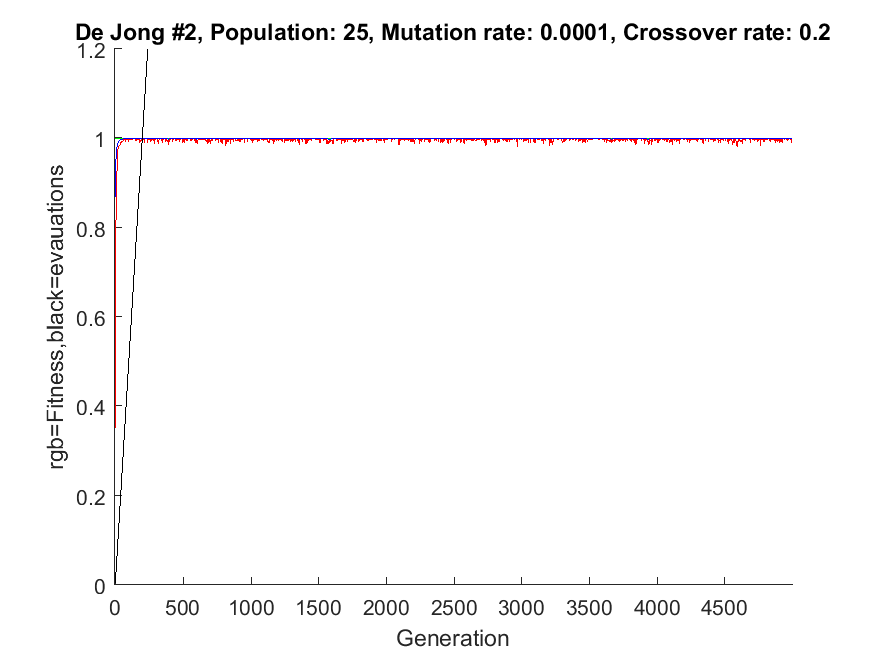 De Jong #2, Population: 25, Mutation rate: 0.0001, Crossover rate: 0.2
1.2
1
0.8
0.6
0.4
0.2
0
rgb=Fitness,black=evauations
0 500 1000 1500 2000 2500 3000 3500 4000 4500
Generation